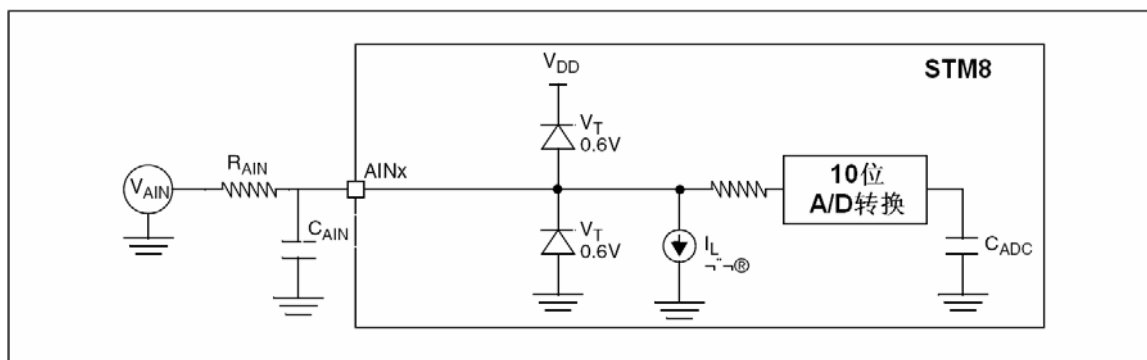 STM8
VDD
VT
0.6V
RAIN
AINx
VAIN
10位
A/D转换
CAIN
VT
0.6V
IL
¬¨¬®
CADC